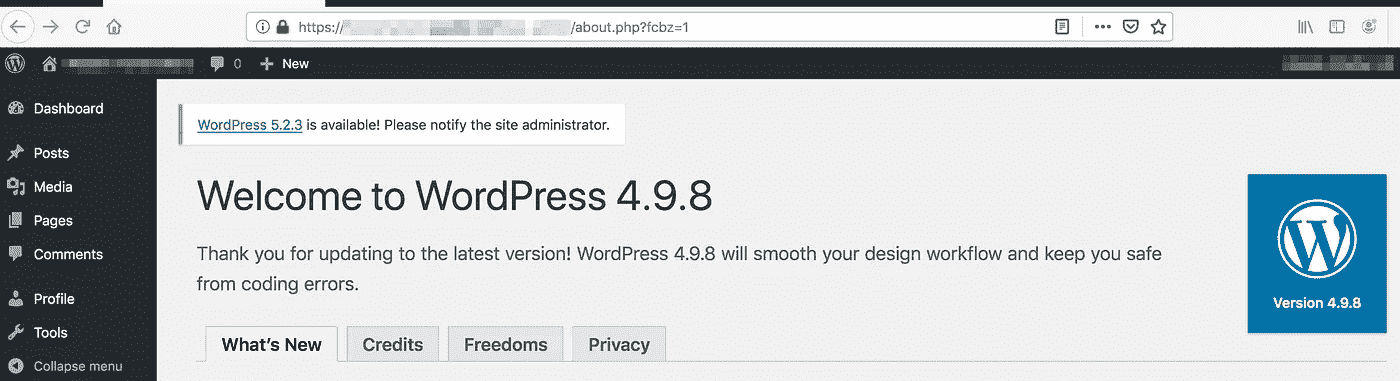 https://
/about.php?fcbz=1
0
New
Dashboard
Posts
Media
Pages
Comments
Profile
Tools
Collapse menu
WordPress 5.2.3 is available! Please notify the site administrator.
Welcome to WordPress 4.9.8
Thank you for updating to the latest version! WordPress 4.9.8 will smooth your design workflow and keep you safe
from coding errors.
Version 4.9.8
What's New
Credits
Freedoms
Privacy